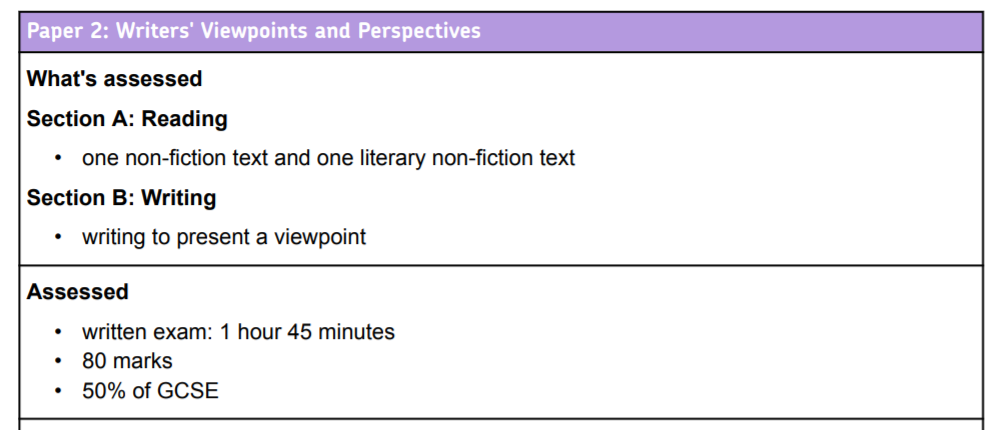 Paper 2: Writers' Viewpoints and Perspectives
What's assessed
Section A: Reading
• one non-fiction text and one literary non-fiction text
Section B: Writing
• writing to present a viewpoint
Assessed
• written exam: 1 hour 45 minutes
• 80 marks
• 50% of GCSE